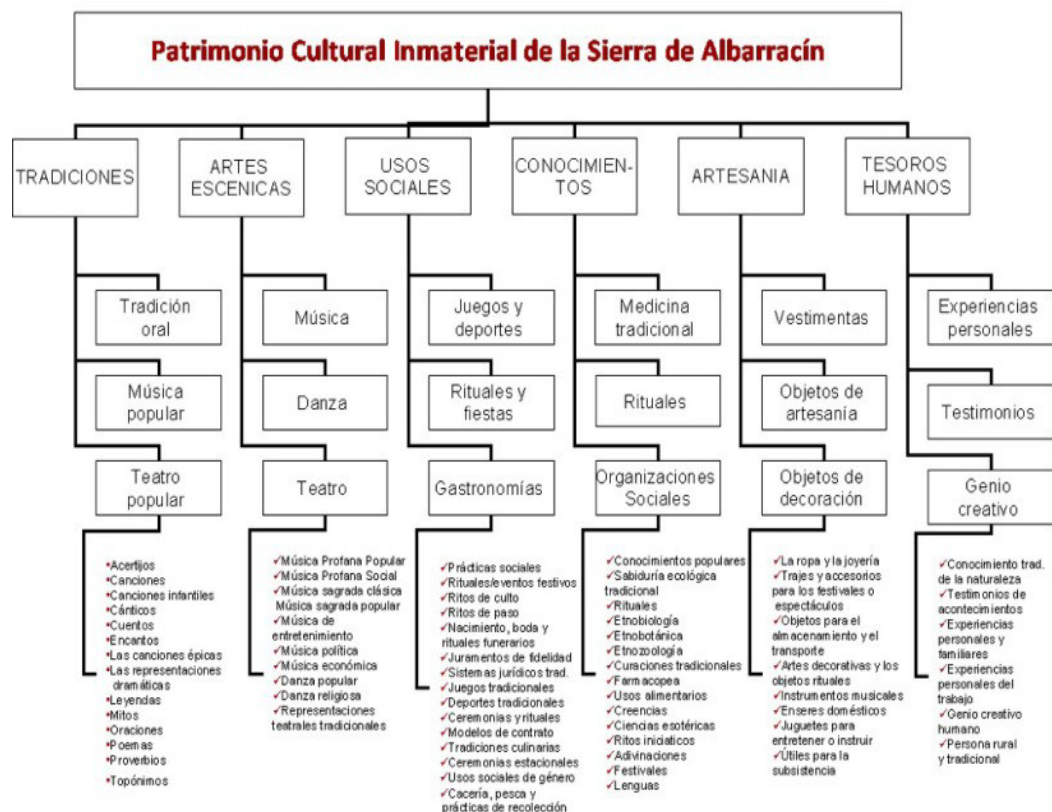 Patrimonio Cultural Inmaterial de la Sierra de Albarracín
TRADICIONES
ARTES
ESCENICAS
USOS
SOCIALES
CONOCIMIEN-
TOS
ARTESANIA
TESOROS
HUMANOS
Tradición
oral
Música
Juegos y
deportes
Medicina
tradicional
Vestimentas
Experiencias
personales
Música
popular
Danza
Rituales y
fiestas
Rituales
Objetos de
artesanía
Testimonios
Teatro
popular
Teatro
Gastronomías
Organizaciones
Sociales
Objetos de
decoración
Genio
creativo
•Acertijos
•Canciones
•Canciones infantiles
•Cánticos
•Cuentos
•Encantos
•Las canciones épicas
•Las representaciones
dramáticas
•Leyendas
•Mitos
•Oraciones
•Poemas
•Proverbios
•Topónimos
✓Música Profana Popular
✓Música Profana Social
✓Música sagrada clásica
Música sagrada popular
✓Música de
entretenimiento
✓Música política
✓Música económica
✓Danza popular
✓Danza religiosa
✓Representaciones
teatrales tradicionales
✓Prácticas sociales
✓Rituales/eventos festivos
✓Ritos de culto
✓Ritos de paso
✓Nacimiento, boda y
rituales funerarios
✓Juramentos de fidelidad
✓Sistemas jurídicos trad.
✓Juegos tradicionales
✓Deportes tradicionales
✓Ceremonias y rituales
✓Modelos de contrato
✓Tradiciones culinarias
✓Ceremonias estacionales
✓Usos sociales de género
✓Cacería, pesca y
prácticas de recolección
✓Conocimientos populares
✓Sabiduría ecológica
tradicional
✓Rituales
✓Etnobiología
✓Etnobotánica
✓Etnozoología
✓Curaciones tradicionales
✓Farmacopea
✓Usos alimentarios
✓Creencias
✓Ciencias esotéricas
✓Ritos iniciaticos
✓Adivinaciones
✓Festivales
✓Lenguas
✓La ropa y la joyería
✓Trajes y accesorios
para los festivales o
espectáculos
✓Objetos para el
almacenamiento y el
transporte
✓Artes decorativas y los
objetos rituales
✓Instrumentos musicales
✓Enseres domésticos
✓Juguetes para
entretener o instruir
✓Útiles para la
subsistencia
✓Conocimiento trad.
de la naturaleza
✓Testimonios de
acontecimientos
✓Experiencias
personales y
familiares
✓Experiencias
personales del
trabajo
✓Genio creativo
humano
✓Persona rural
y tradicional